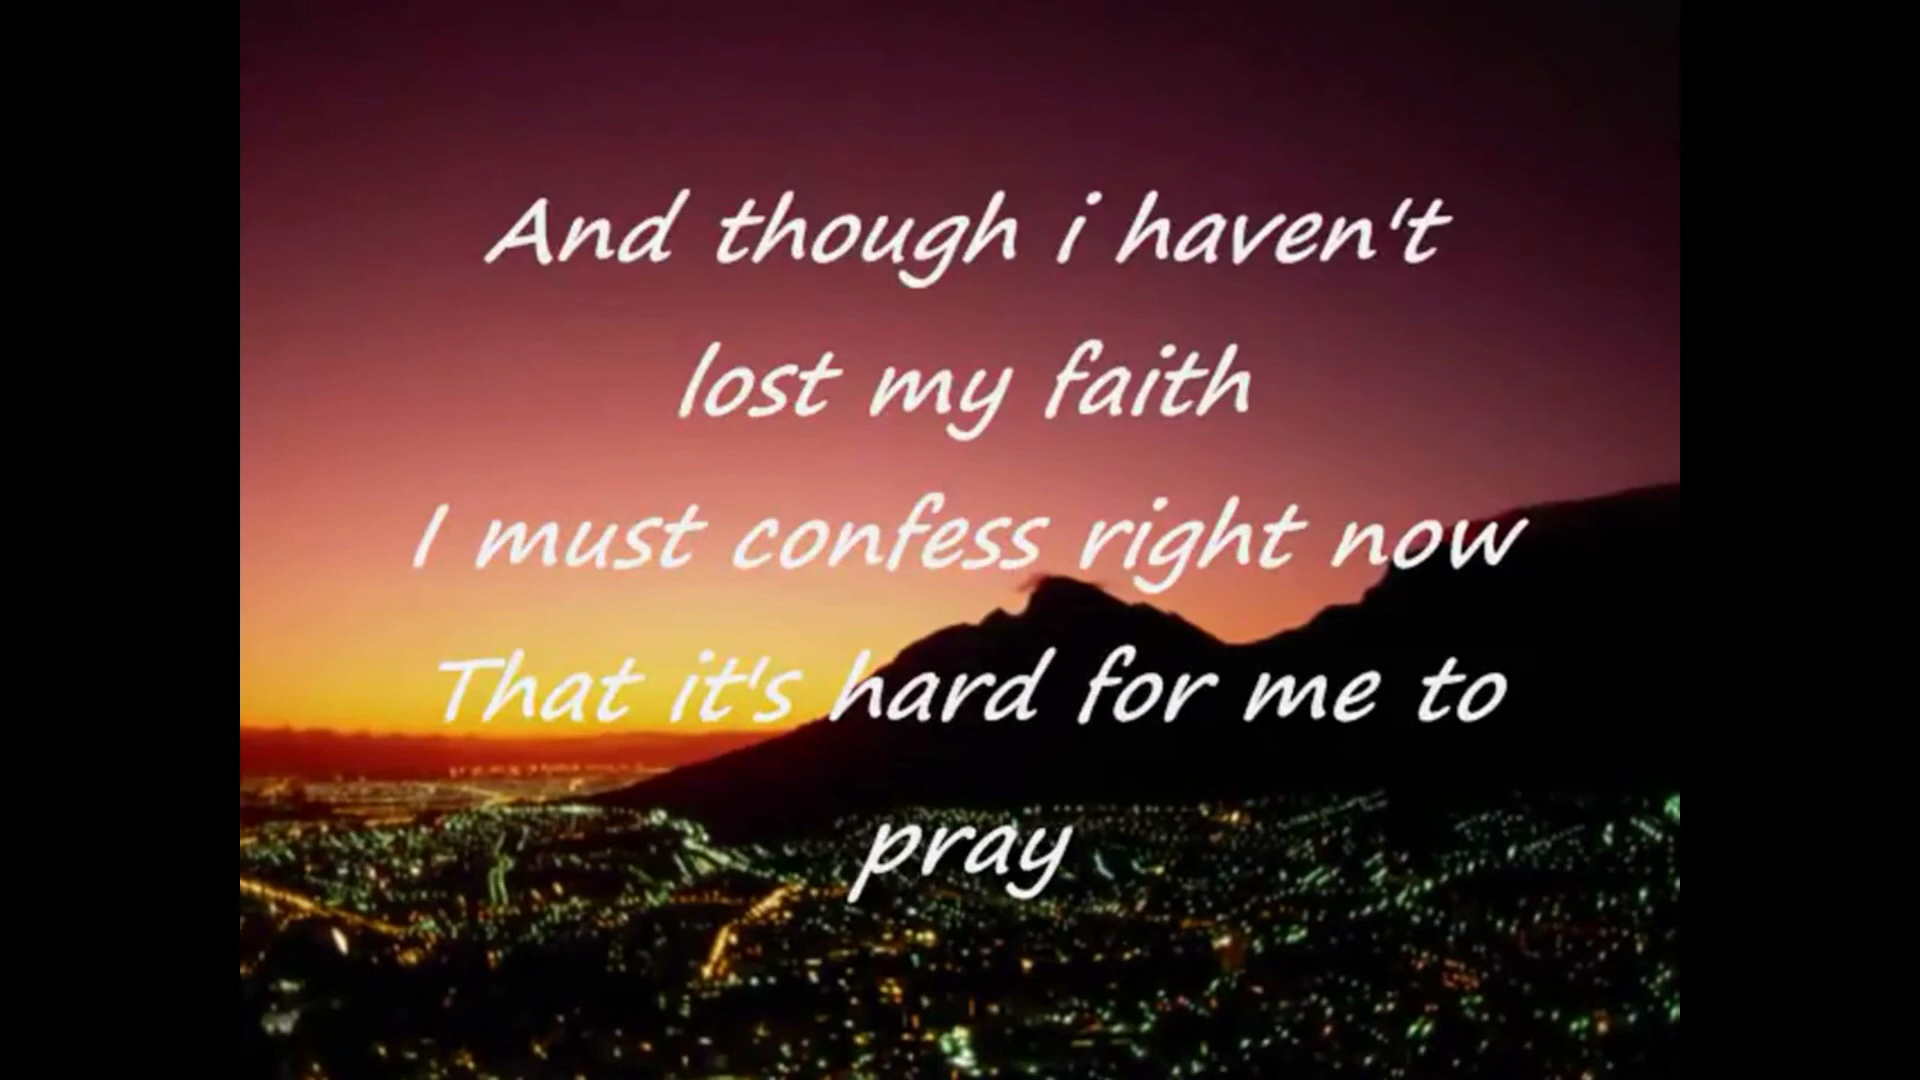 And though i haven't
lost my faith
I must confess right now
That it's hard for me to
pray